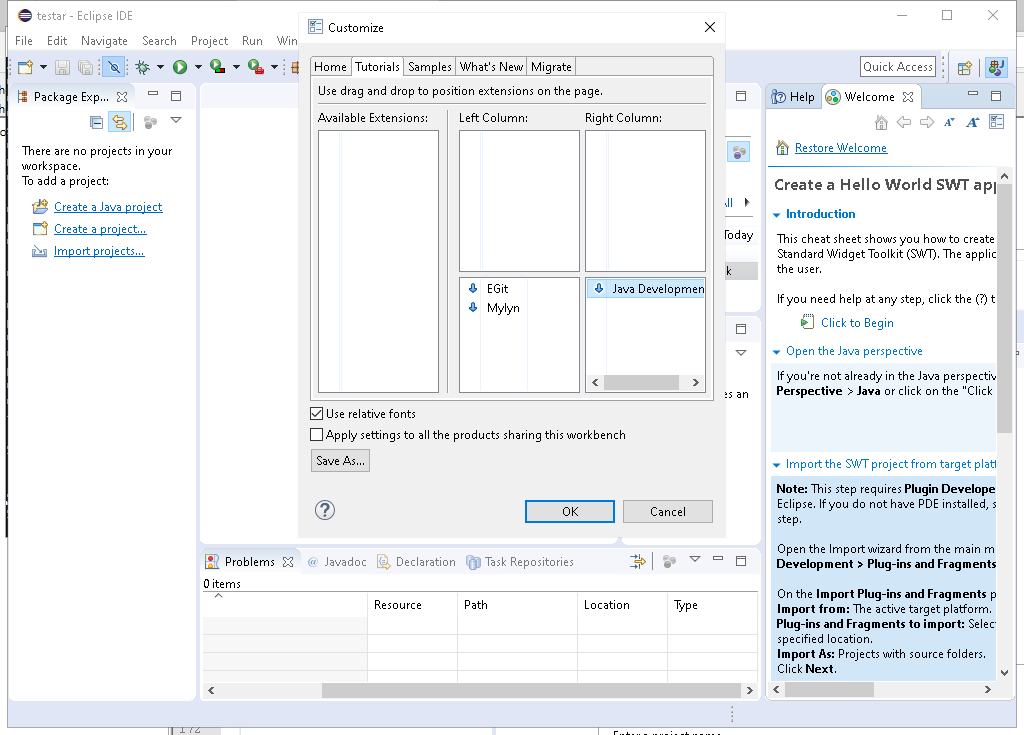 testar - Eclipse IDE
File Edit Navigate Search Project Run Win
Quick Access
Package Exp...
There are no projects in your
workspace.
To add a project:
Create a Java project
Create a project...
Import projects...
Customize
Home Tutorials Samples What's New Migrate
Use drag and drop to position extensions on the page.
Available Extensions: Left Column: Right Column:
EGit
Mylyn
Java Developmen
Use relative fonts
Apply settings to all the products sharing this workbench
Save As...
OK Cancel
All
Today
k
es an
Help Welcome
Restore Welcome
Create a Hello World SWT app
Introduction
This cheat sheet shows you how to create
Standard Widget Toolkit (SWT). The applic
the user.
If you need help at any step, click the (?) t
Click to Begin
Open the Java perspective
If you're not already in the Java perspectiv
Perspective > Java or click on the "Click
Import the SWT project from target platf
Note: This step requires Plugin Develope
Eclipse. If you do not have PDE installed, s
step.
Open the Import wizard from the main m
Development > Plug-ins and Fragments
On the Import Plug-ins and Fragments p
Import from: The active target platform.
Plug-ins and Fragments to import: Selec
specified location.
Import As: Projects with source folders.
Click Next.
Problems Javadoc Declaration Task Repositories
0 items
Resource Path Location Type
172
Enter a project name